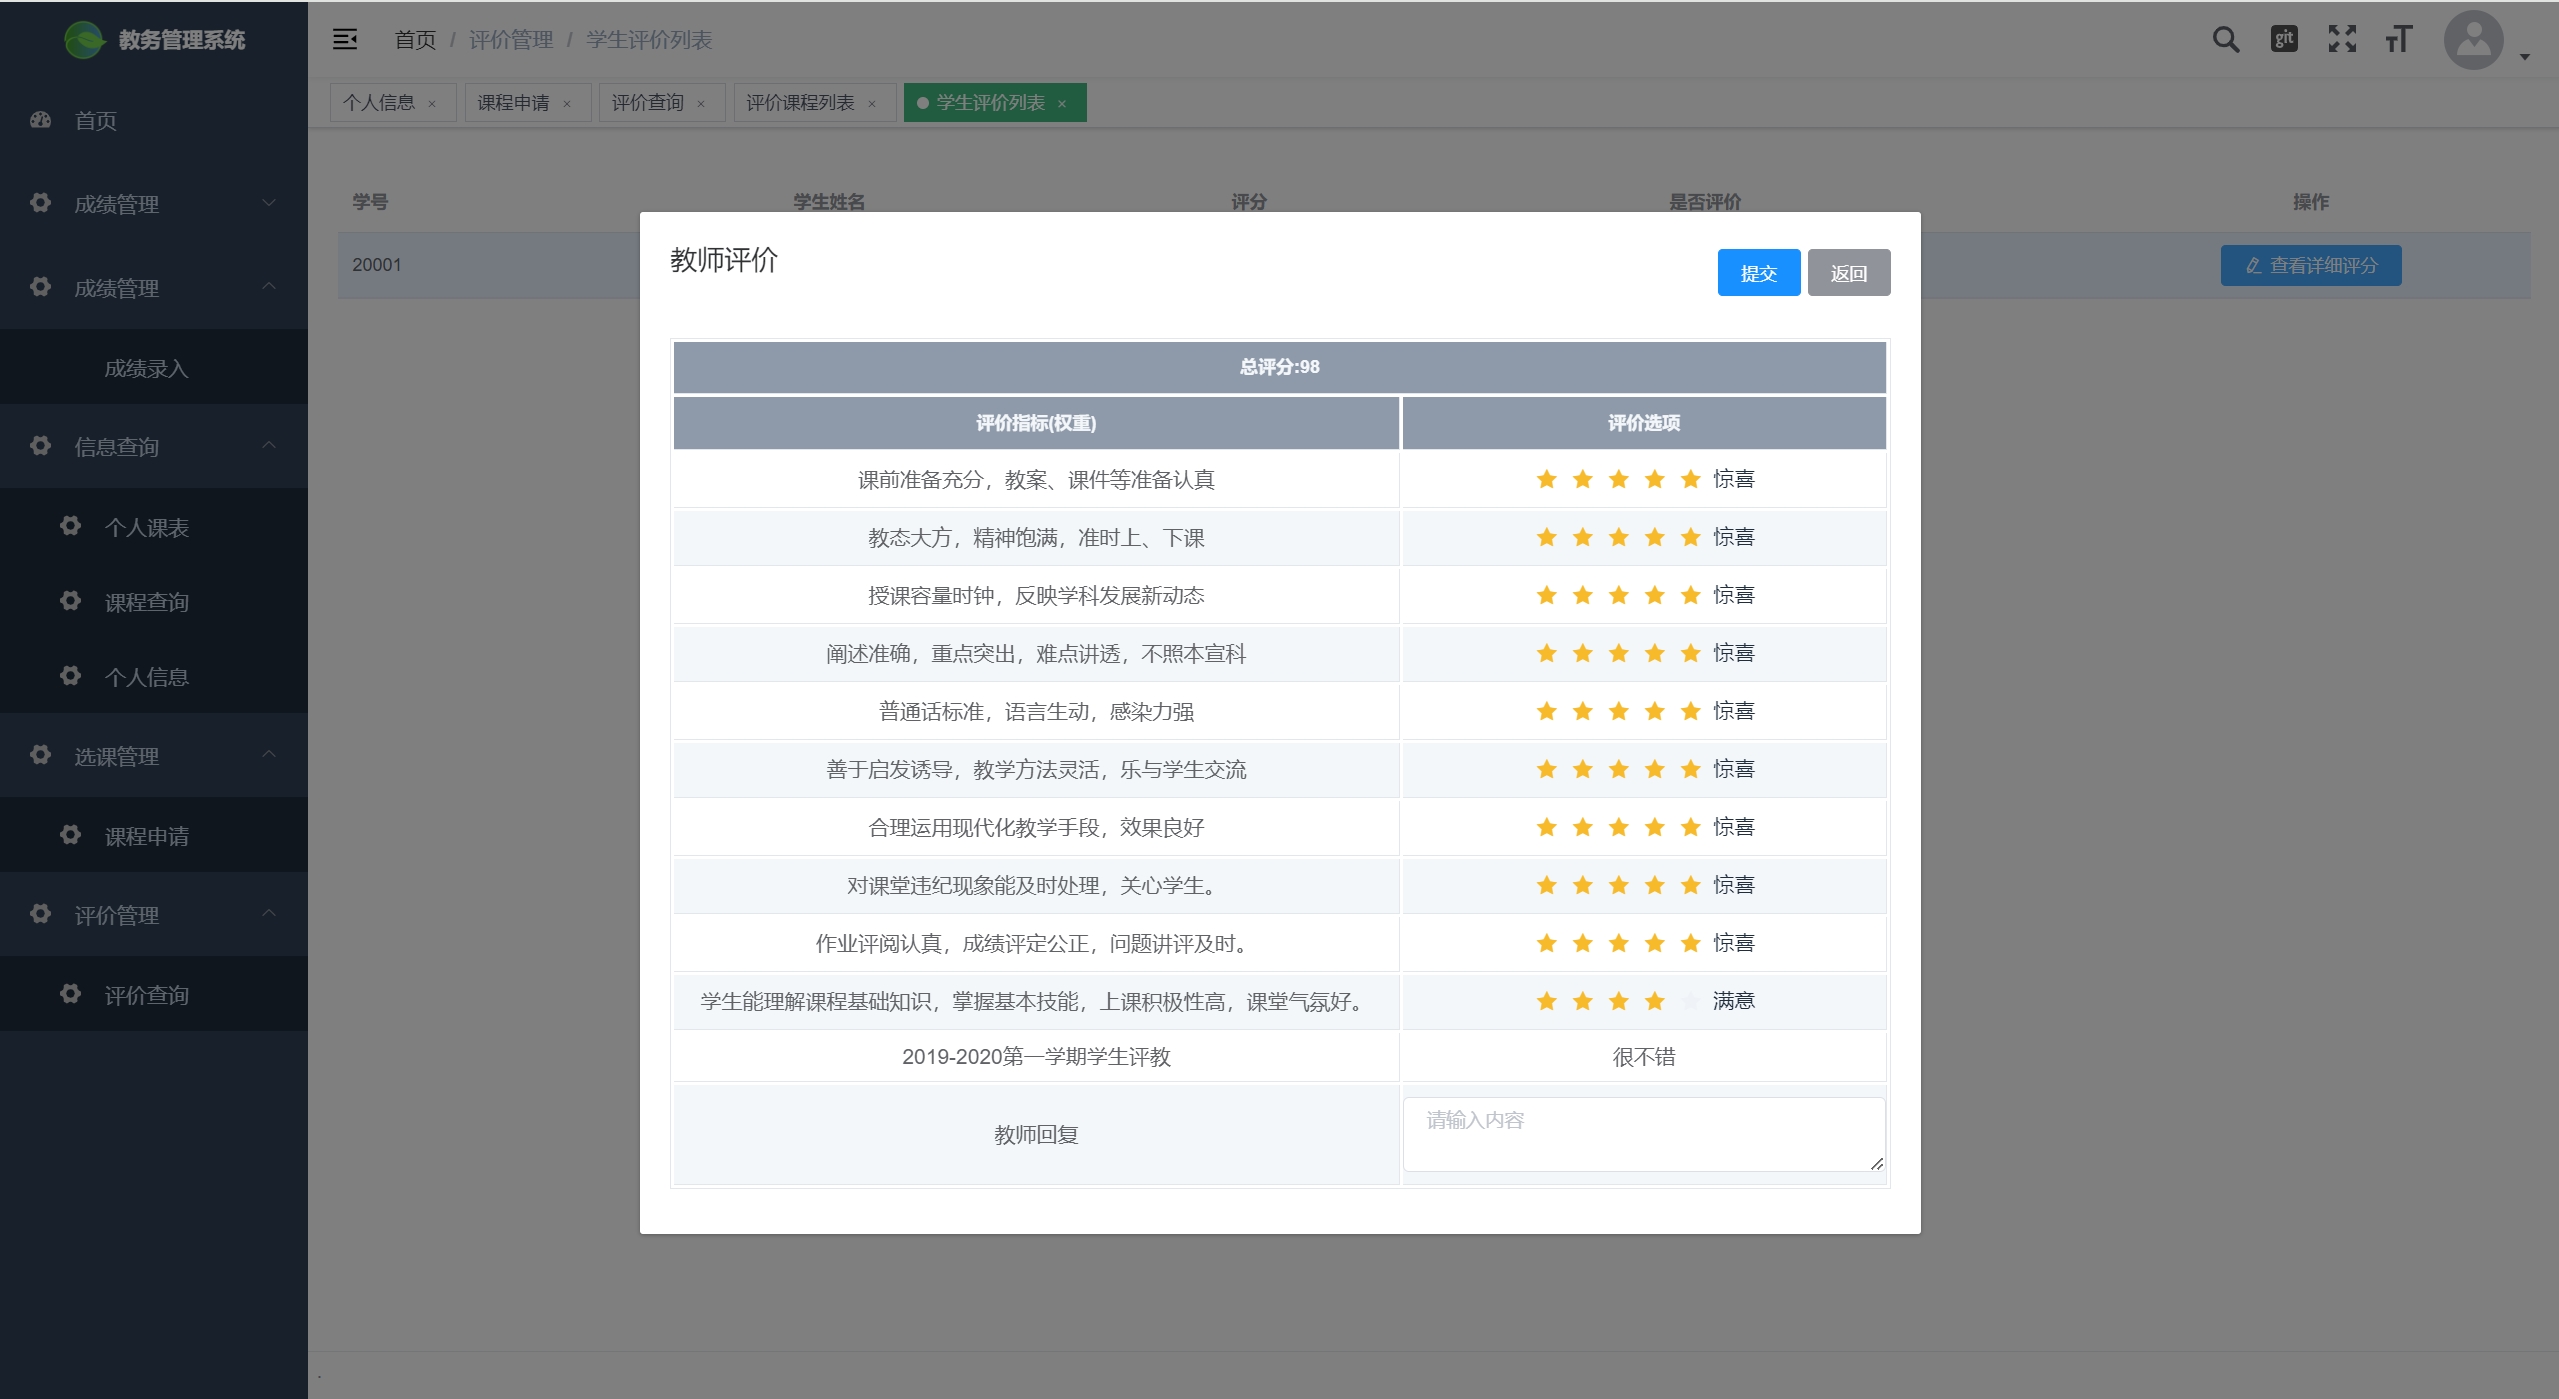 教务管理系统
首页 / 评价管理 / 学生评价列表
git
个人信息 ×
课程申请 ×
评价查询 ×
评价课程列表 ×
学生评价列表 ×
首页
成绩管理
成绩管理
成绩录入
信息查询
个人课表
课程查询
个人信息
选课管理
课程申请
评价管理
评价查询
学号
学生姓名
评分
是否评价
操作
20001
查看详细评分
教师评价
提交
返回
总评分:98
评价指标(权重)
评价选项
课前准备充分，教案、课件等准备认真
惊喜
教态大方，精神饱满，准时上、下课
惊喜
授课容量时钟，反映学科发展新动态
惊喜
阐述准确，重点突出，难点讲透，不照本宣科
惊喜
普通话标准，语言生动，感染力强
惊喜
善于启发诱导，教学方法灵活，乐与学生交流
惊喜
合理运用现代化教学手段，效果良好
惊喜
对课堂违纪现象能及时处理，关心学生。
惊喜
作业评阅认真，成绩评定公正，问题讲评及时。
惊喜
学生能理解课程基础知识，掌握基本技能，上课积极性高，课堂气氛好。
满意
2019-2020第一学期学生评教
很不错
教师回复
请输入内容